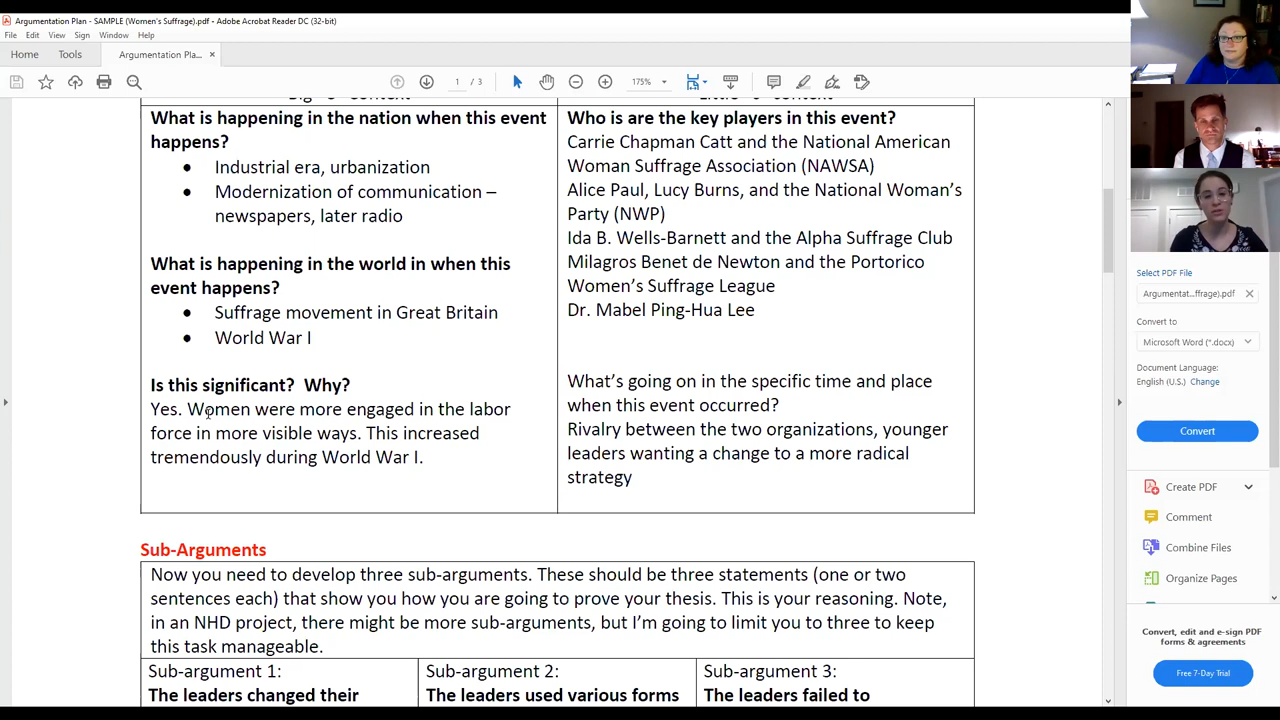 Argumentation Plan - SAMPLE (Women's Suffrage).pdf - Adobe Acrobat Reader DC (32-bit)
File Edit View Sign Window Help
Home Tools Argumentation Pla... ×
1 / 3 175%
What is happening in the nation when this event
happens?
• Industrial era, urbanization
• Modernization of communication –
newspapers, later radio
What is happening in the world in when this
event happens?
• Suffrage movement in Great Britain
• World War I
Is this significant? Why?
Yes. Women were more engaged in the labor
force in more visible ways. This increased
tremendously during World War I.
Who is are the key players in this event?
Carrie Chapman Catt and the National American
Woman Suffrage Association (NAWSA)
Alice Paul, Lucy Burns, and the National Woman's
Party (NWP)
Ida B. Wells-Barnett and the Alpha Suffrage Club
Milagros Benet de Newton and the Portorico
Women's Suffrage League
Dr. Mabel Ping-Hua Lee
What's going on in the specific time and place
when this event occurred?
Rivalry between the two organizations, younger
leaders wanting a change to a more radical
strategy
Sub-Arguments
Now you need to develop three sub-arguments. These should be three statements (one or two
sentences each) that show you how you are going to prove your thesis. This is your reasoning. Note,
in an NHD project, there might be more sub-arguments, but I'm going to limit you to three to keep
this task manageable.
Sub-argument 1:
The leaders changed their
Sub-argument 2:
The leaders used various forms
Sub-argument 3:
The leaders failed to
Select PDF File
Argumentat...ffrage).pdf
Convert to
Microsoft Word (*.docx)
Document Language:
English (U.S.) Change
Convert
Create PDF
Comment
Combine Files
Organize Pages
Convert, edit and e-sign PDF
forms & agreements
Free 7-Day Trial